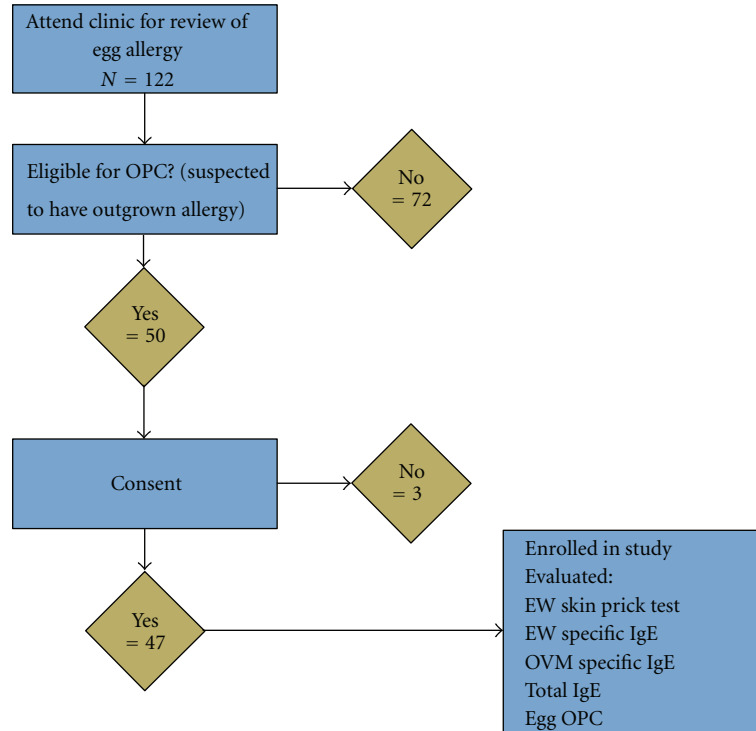 Attend clinic for review of
egg allergy
N = 122
Eligible for OPC? (suspected
to have outgrown allergy)
No
= 72
Yes
= 50
Consent
No
= 3
Yes
= 47
Enrolled in study
Evaluated:
EW skin prick test
EW specific IgE
OVM specific IgE
Total IgE
Egg OPC